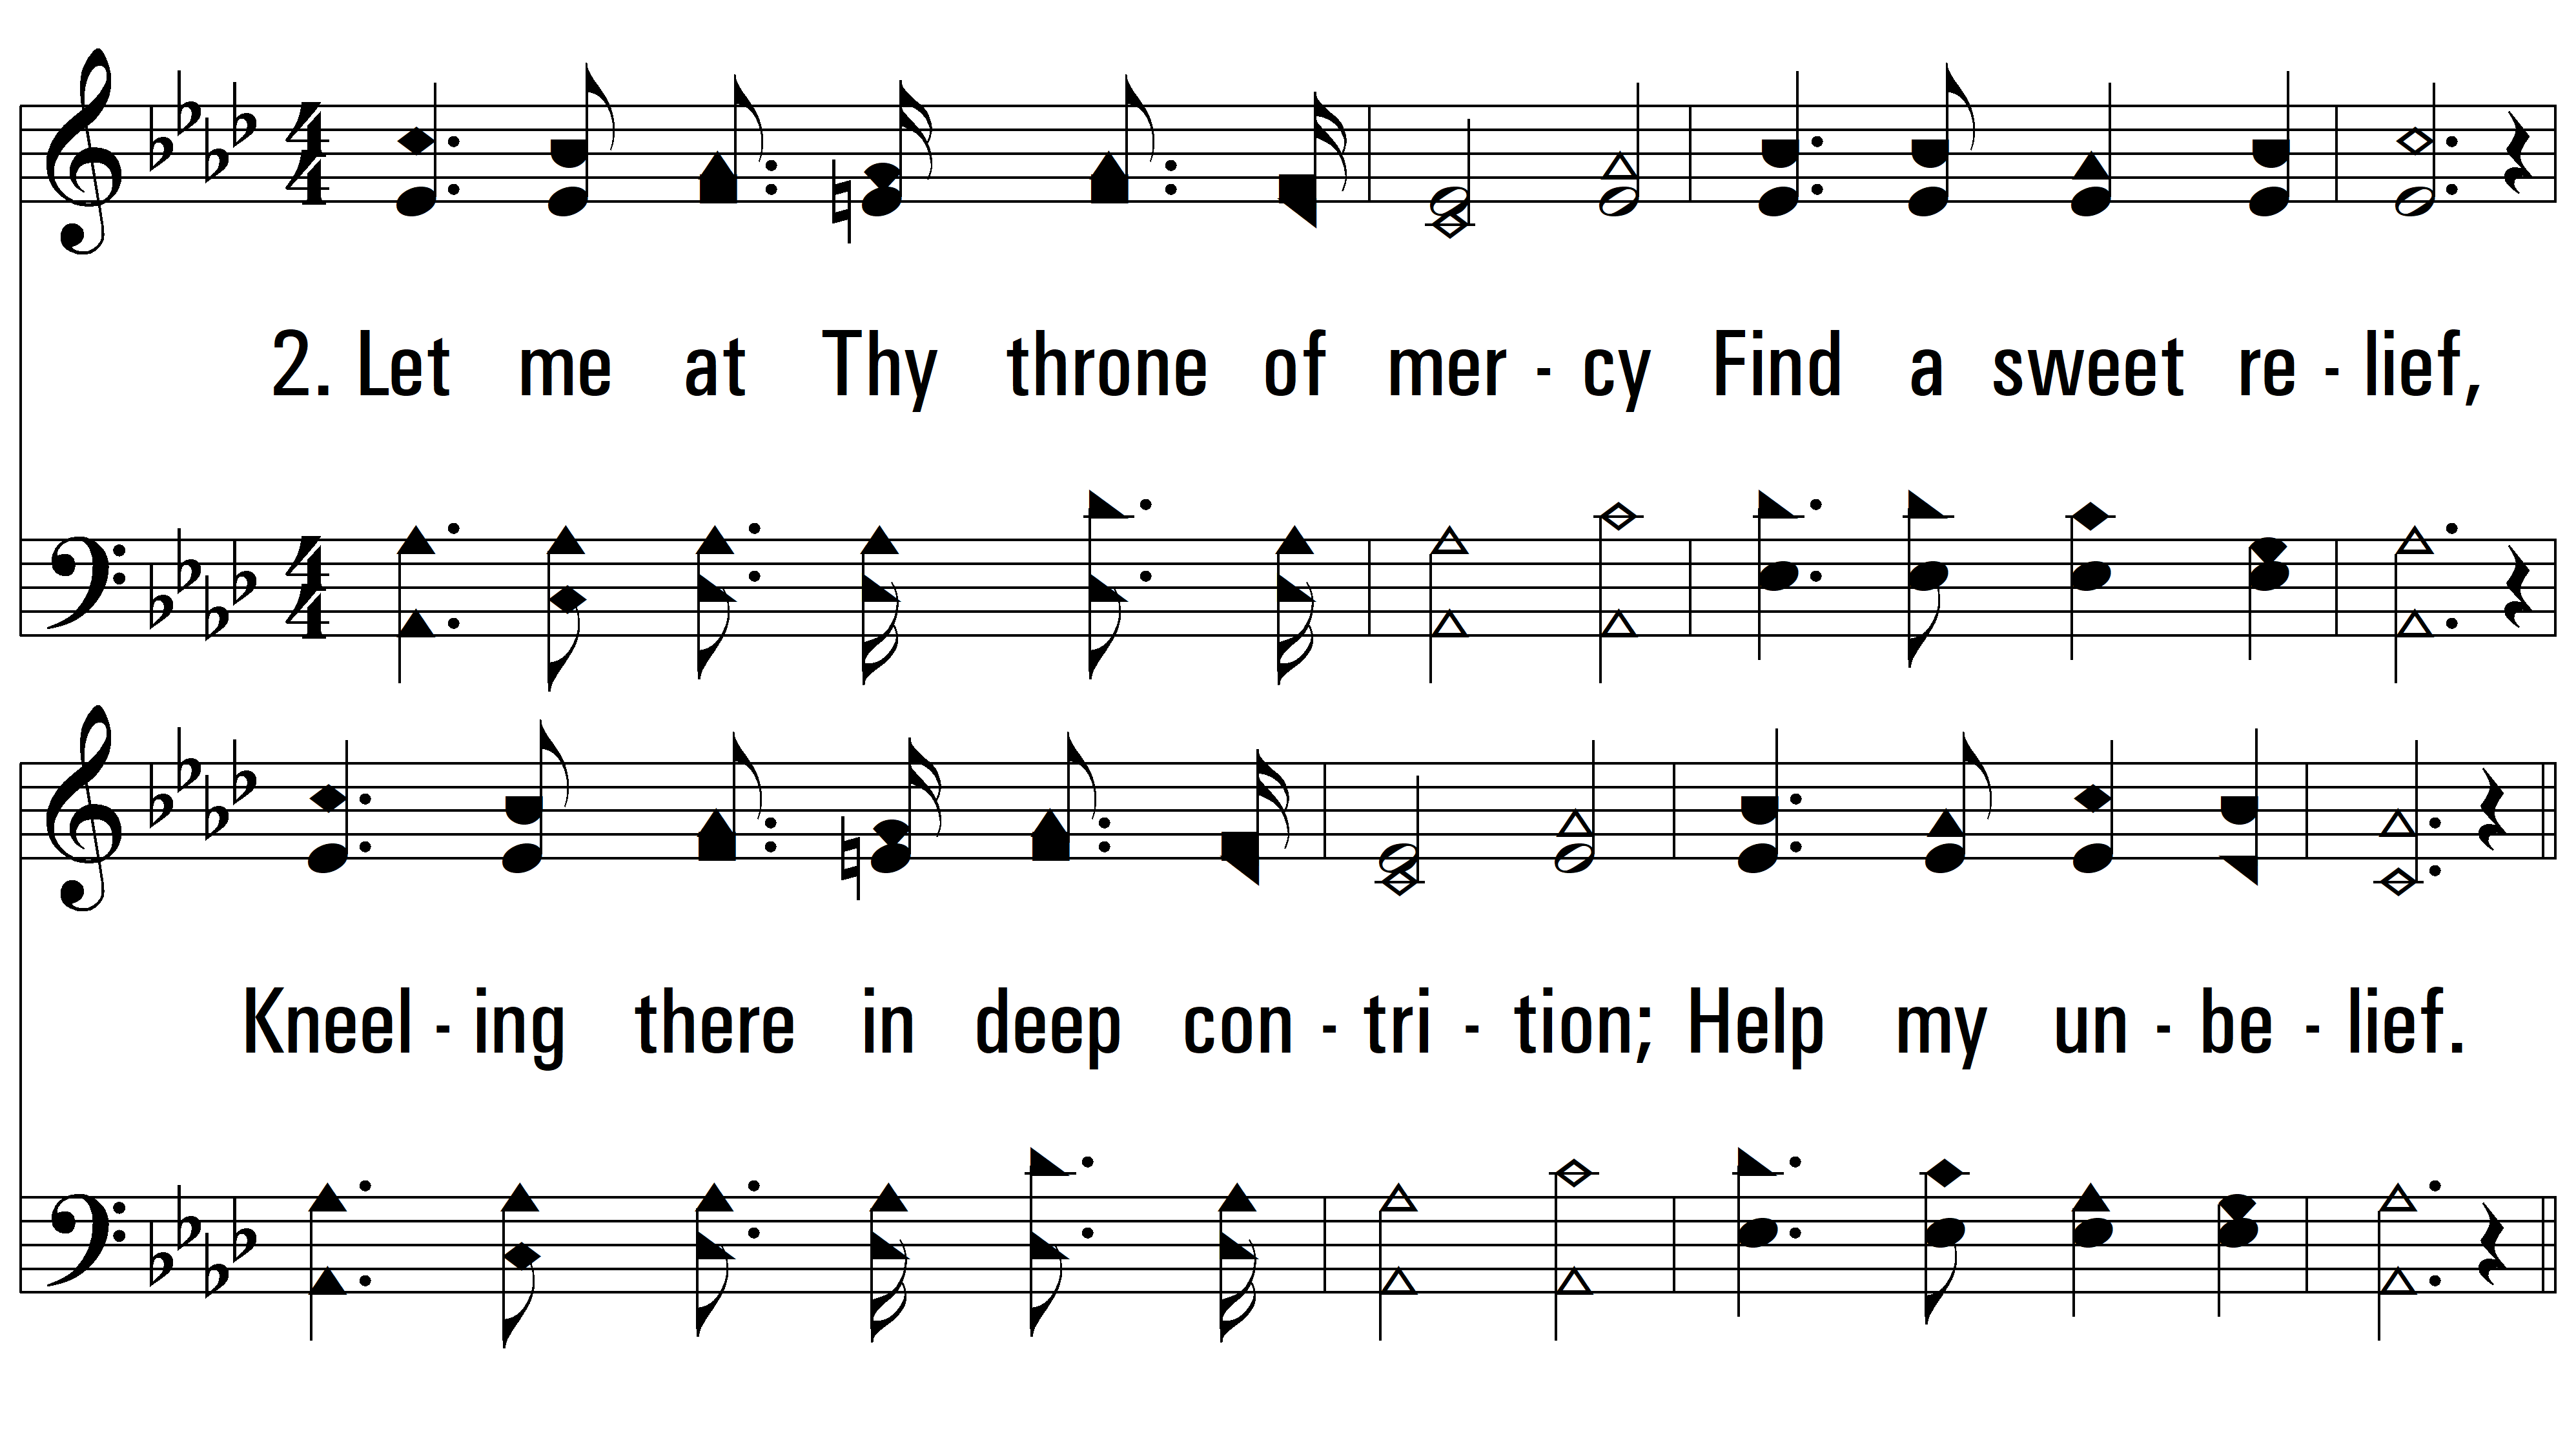 2. Let me at Thy throne of mer - cy Find a sweet re - lief,
Kneel - ing there in deep con - tri - tion; Help my un - be - lief.